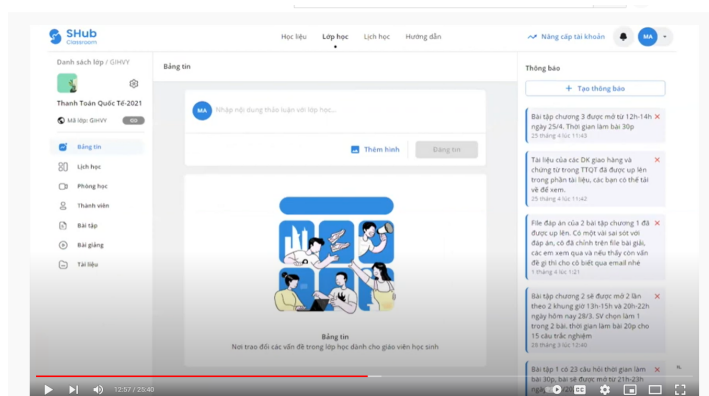 SHub
Classroom
Học liệu
Lớp học
Lịch học
Hướng dẫn
Nâng cấp tài khoản
MA
Danh sách lớp / GIHVY
Thanh Toán Quốc Tế-2021
Mã lớp: GIHVY
Bảng tin
Lịch học
Phòng học
Thành viên
Bài tập
Bài giảng
Tài liệu
Bảng tin
MA
Nhập nội dung thảo luận với lớp học...
Thêm hình
Đăng tin
Bảng tin
Nơi trao đổi các vấn đề trong lớp học dành cho giáo viên học sinh
Thông báo
+ Tạo thông báo
Bài tập chương 3 được mở từ 12h-14h
ngày 25/4. Thời gian làm bài 30p
25 tháng 4 lúc 11:43
Tài liệu của các DK giao hàng và
chứng từ trong TTQT đã được up lên
trong phần tài liệu, các bạn có thể tải
về để xem.
25 tháng 4 lúc 11:42
File đáp án của 2 bài tập chương 1 đã
được up lên. Có một vài sai sót với
đáp án, cô đã chỉnh trên file bài giải,
các em xem qua và nếu thấy còn vấn
đề gì thì cho cô biết qua email nhé
1 tháng 4 lúc 1:21
Bài tập chương 2 sẽ được mở 2 lần
theo 2 khung giờ 13h-15h và 20h-22h
ngày hôm nay 28/3. SV chọn làm 1
trong 2 bài, thời gian làm bài 20p cho
15 câu trắc nghiệm
28 tháng 3 lúc 12:40
Bài tập 1 có 23 câu hỏi thời gian làm
bài 30p, bài sẽ được mở từ 21h-23h
12:57 / 25:40
CC